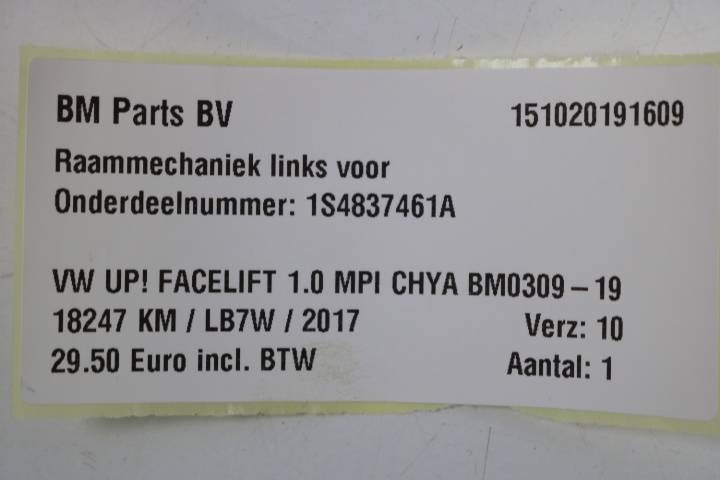 BM Parts BV 151020191609
Raammechaniek links voor
Onderdeelnummer: 1S4837461A
VW UP! FACELIFT 1.0 MPI CHYA BM0309-19
18247 KM / LB7W / 2017 Verz: 10
29.50 Euro incl. BTW Aantal: 1